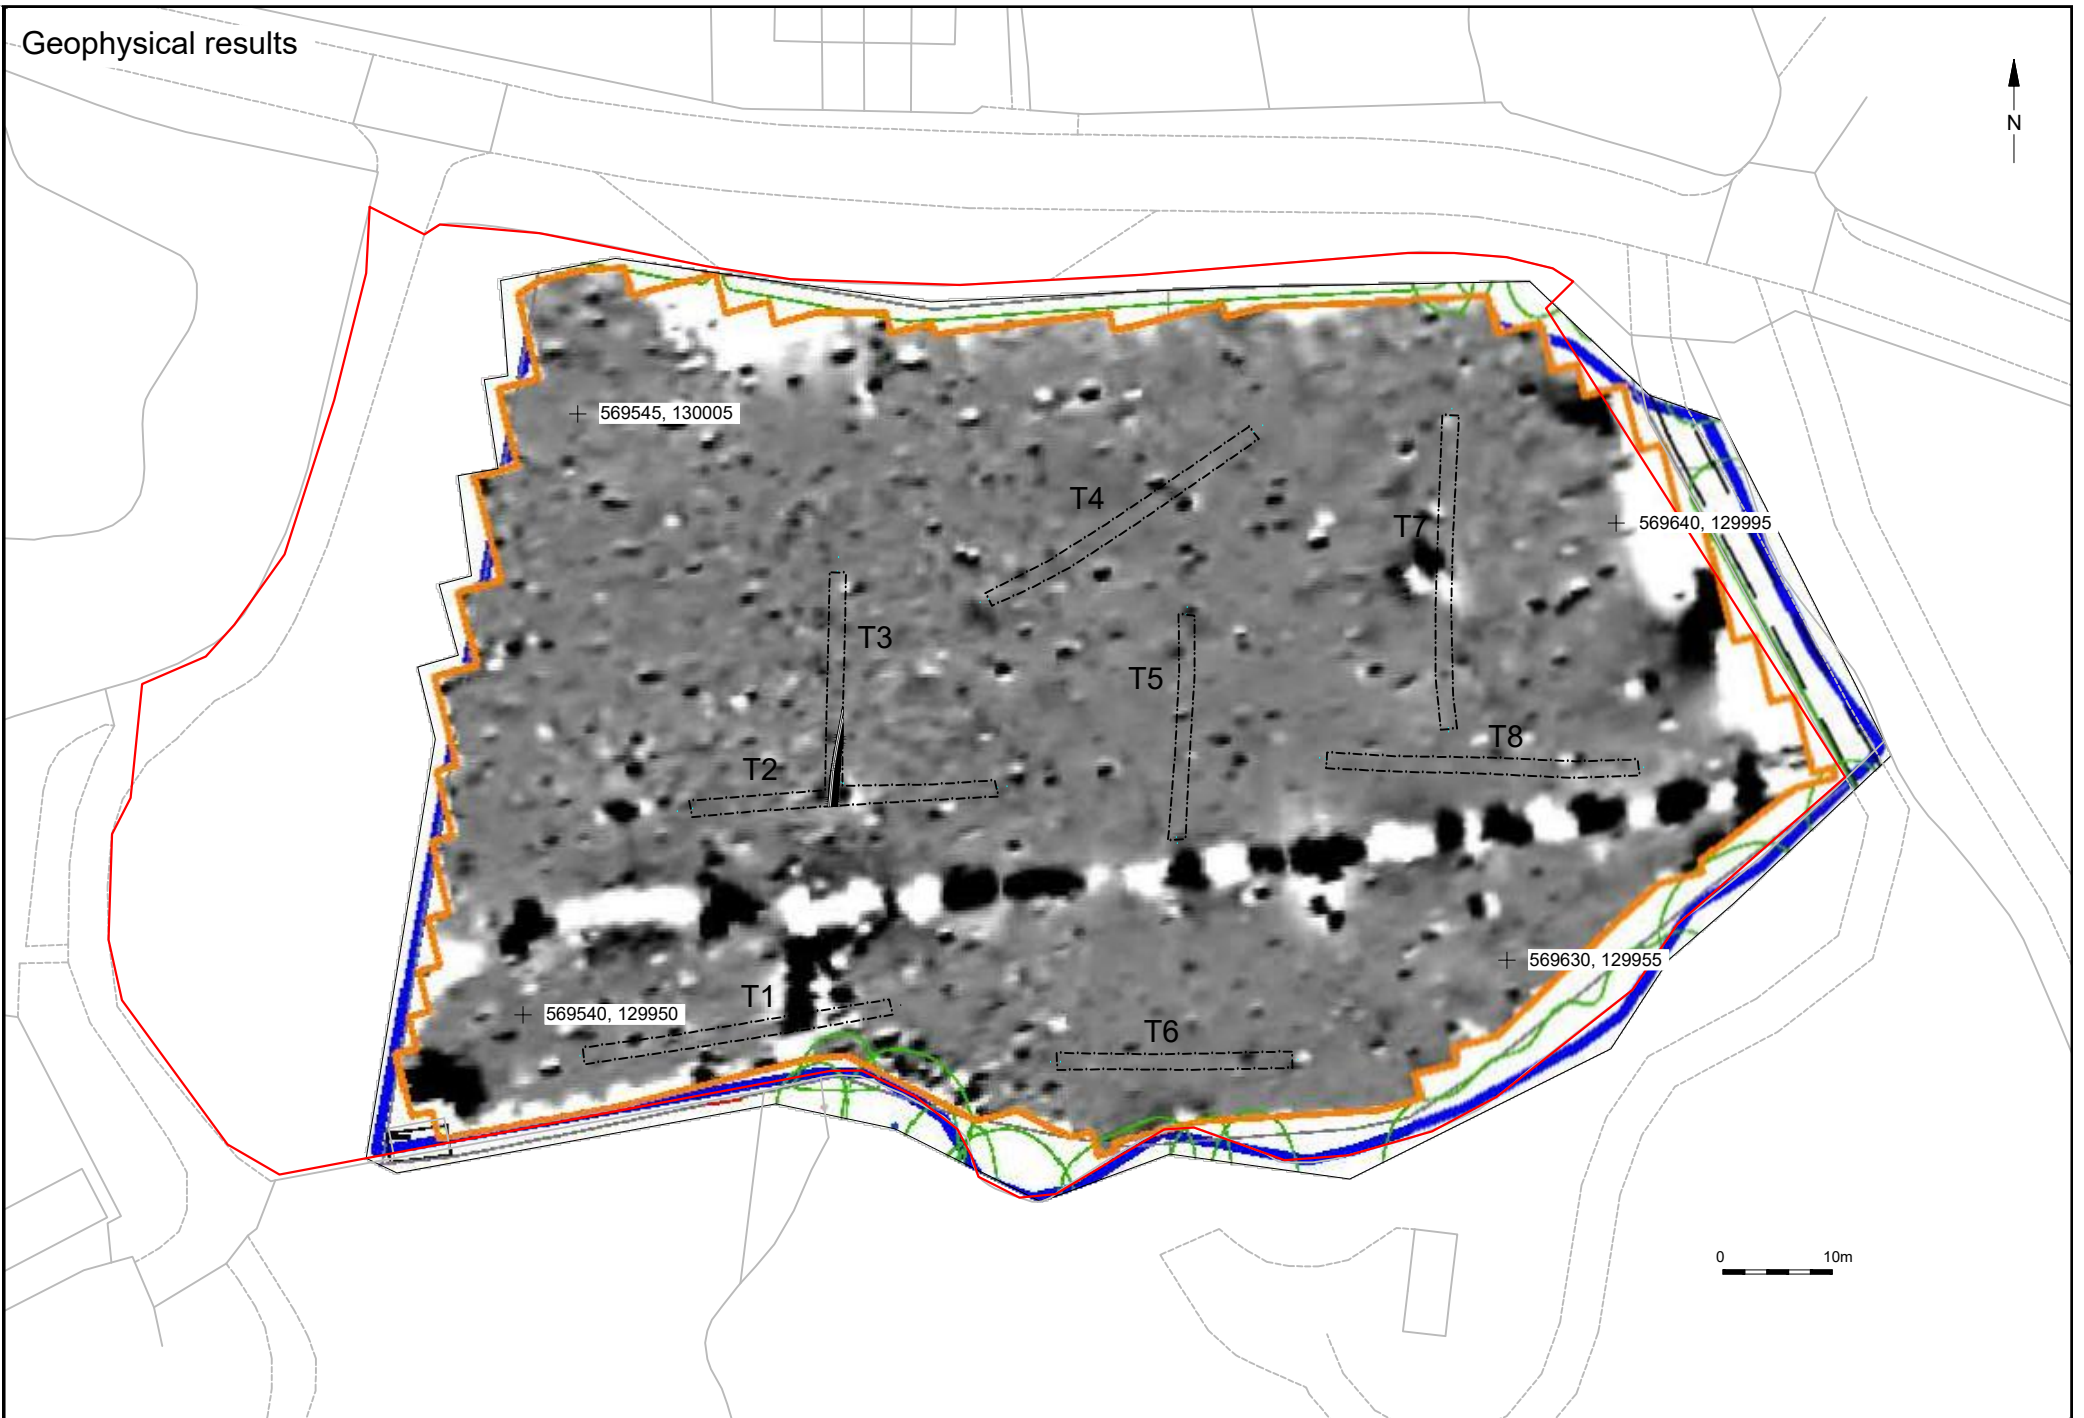 Geophysical results
N
569545, 130005
T4
T7
569640, 129995
T3
T5
T8
T2
569630, 129955
T1
569540, 129950
T6
0 10m